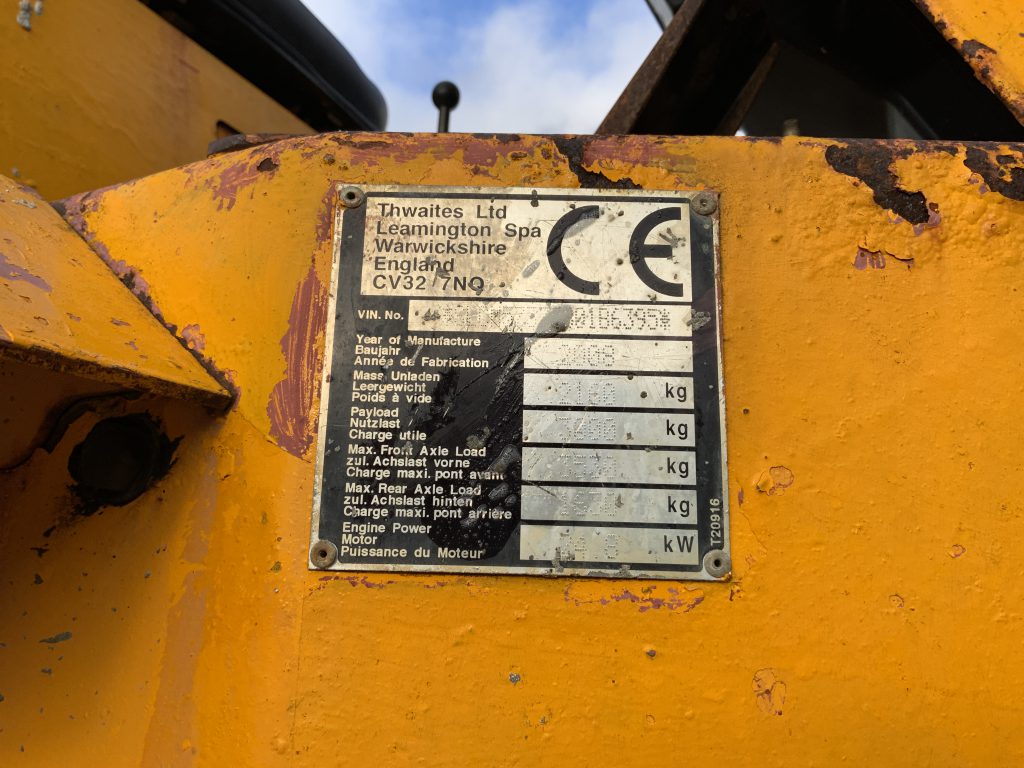 Thwaites Ltd
Leamington Spa
Warwickshire
England
CV32 7NQ
CE
VIN. No.
Year of Manufacture
Baujahr
Année de Fabrication
Mass Unladen
Leergewicht
Poids à vide
kg
Payload
Nutzlast
Charge utile
kg
Max. Front Axle Load
zul. Achslast vorne
Charge maxi. pont avant
kg
Max. Rear Axle Load
zul. Achslast hinten
Charge maxi. pont arrière
kg
Engine Power
Motor
Puissance du Moteur
kW
T20916